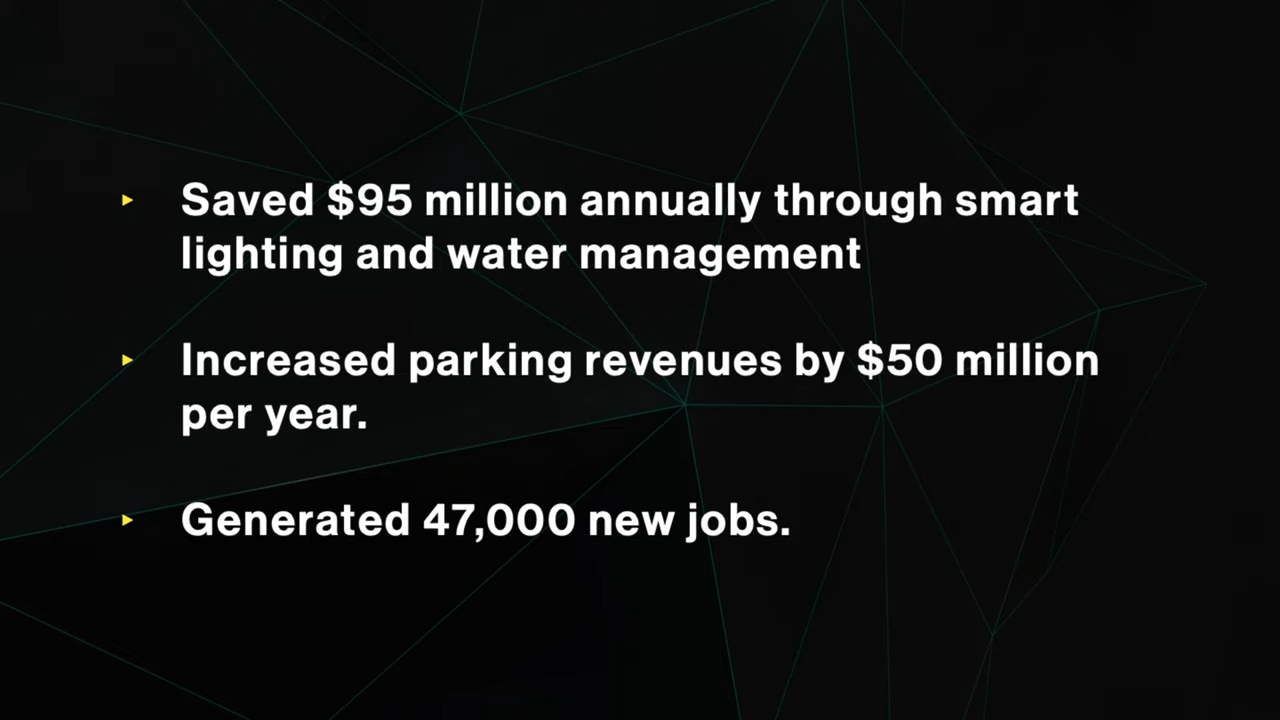 Saved $95 million annually through smart
lighting and water management
Increased parking revenues by $50 million
per year.
Generated 47,000 new jobs.